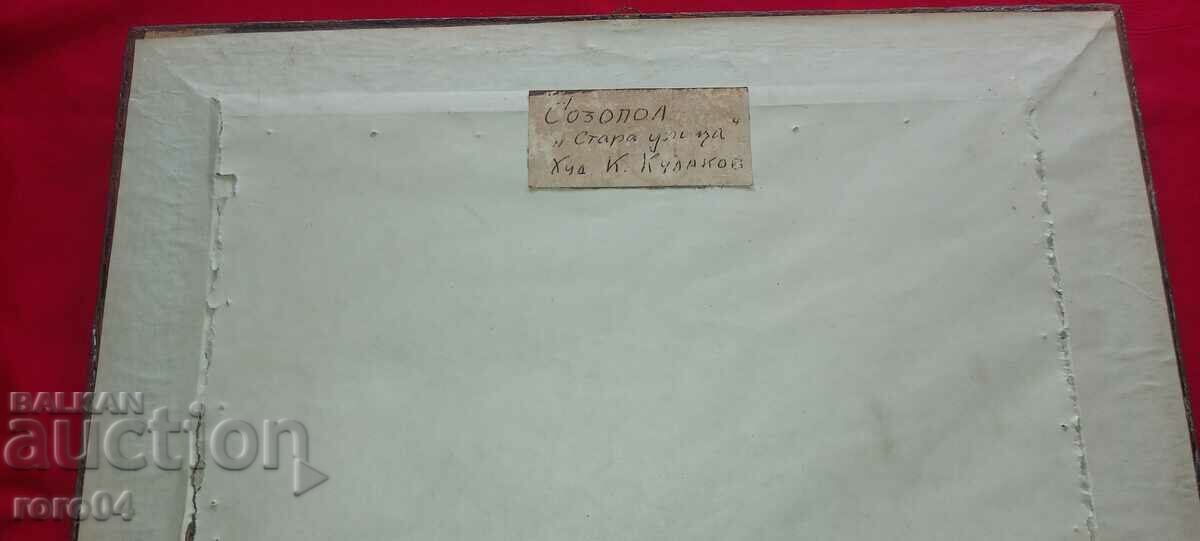 Созопол
„Стара улица“
Худ К. Кулаков
BALKAN
auction
roro04